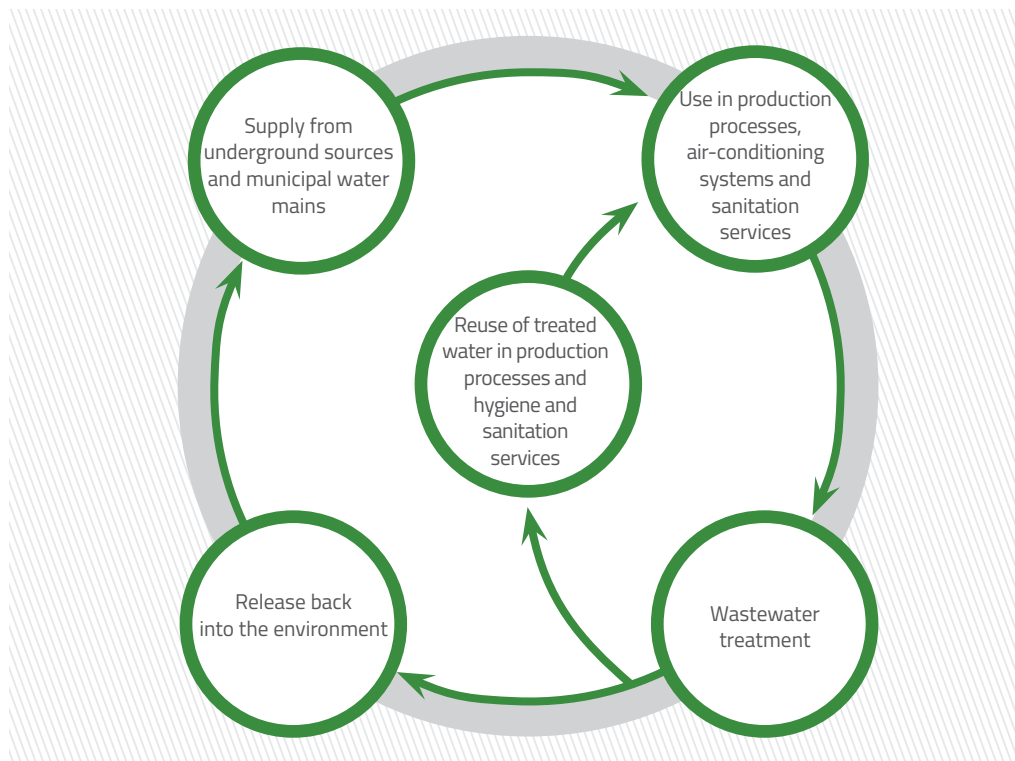 Supply from
underground sources
and municipal water
mains
Use in production
processes,
air-conditioning
systems and
sanitation
services
Reuse of treated
water in production
processes and
hygiene and
sanitation
services
Release back
into the environment
Wastewater
treatment